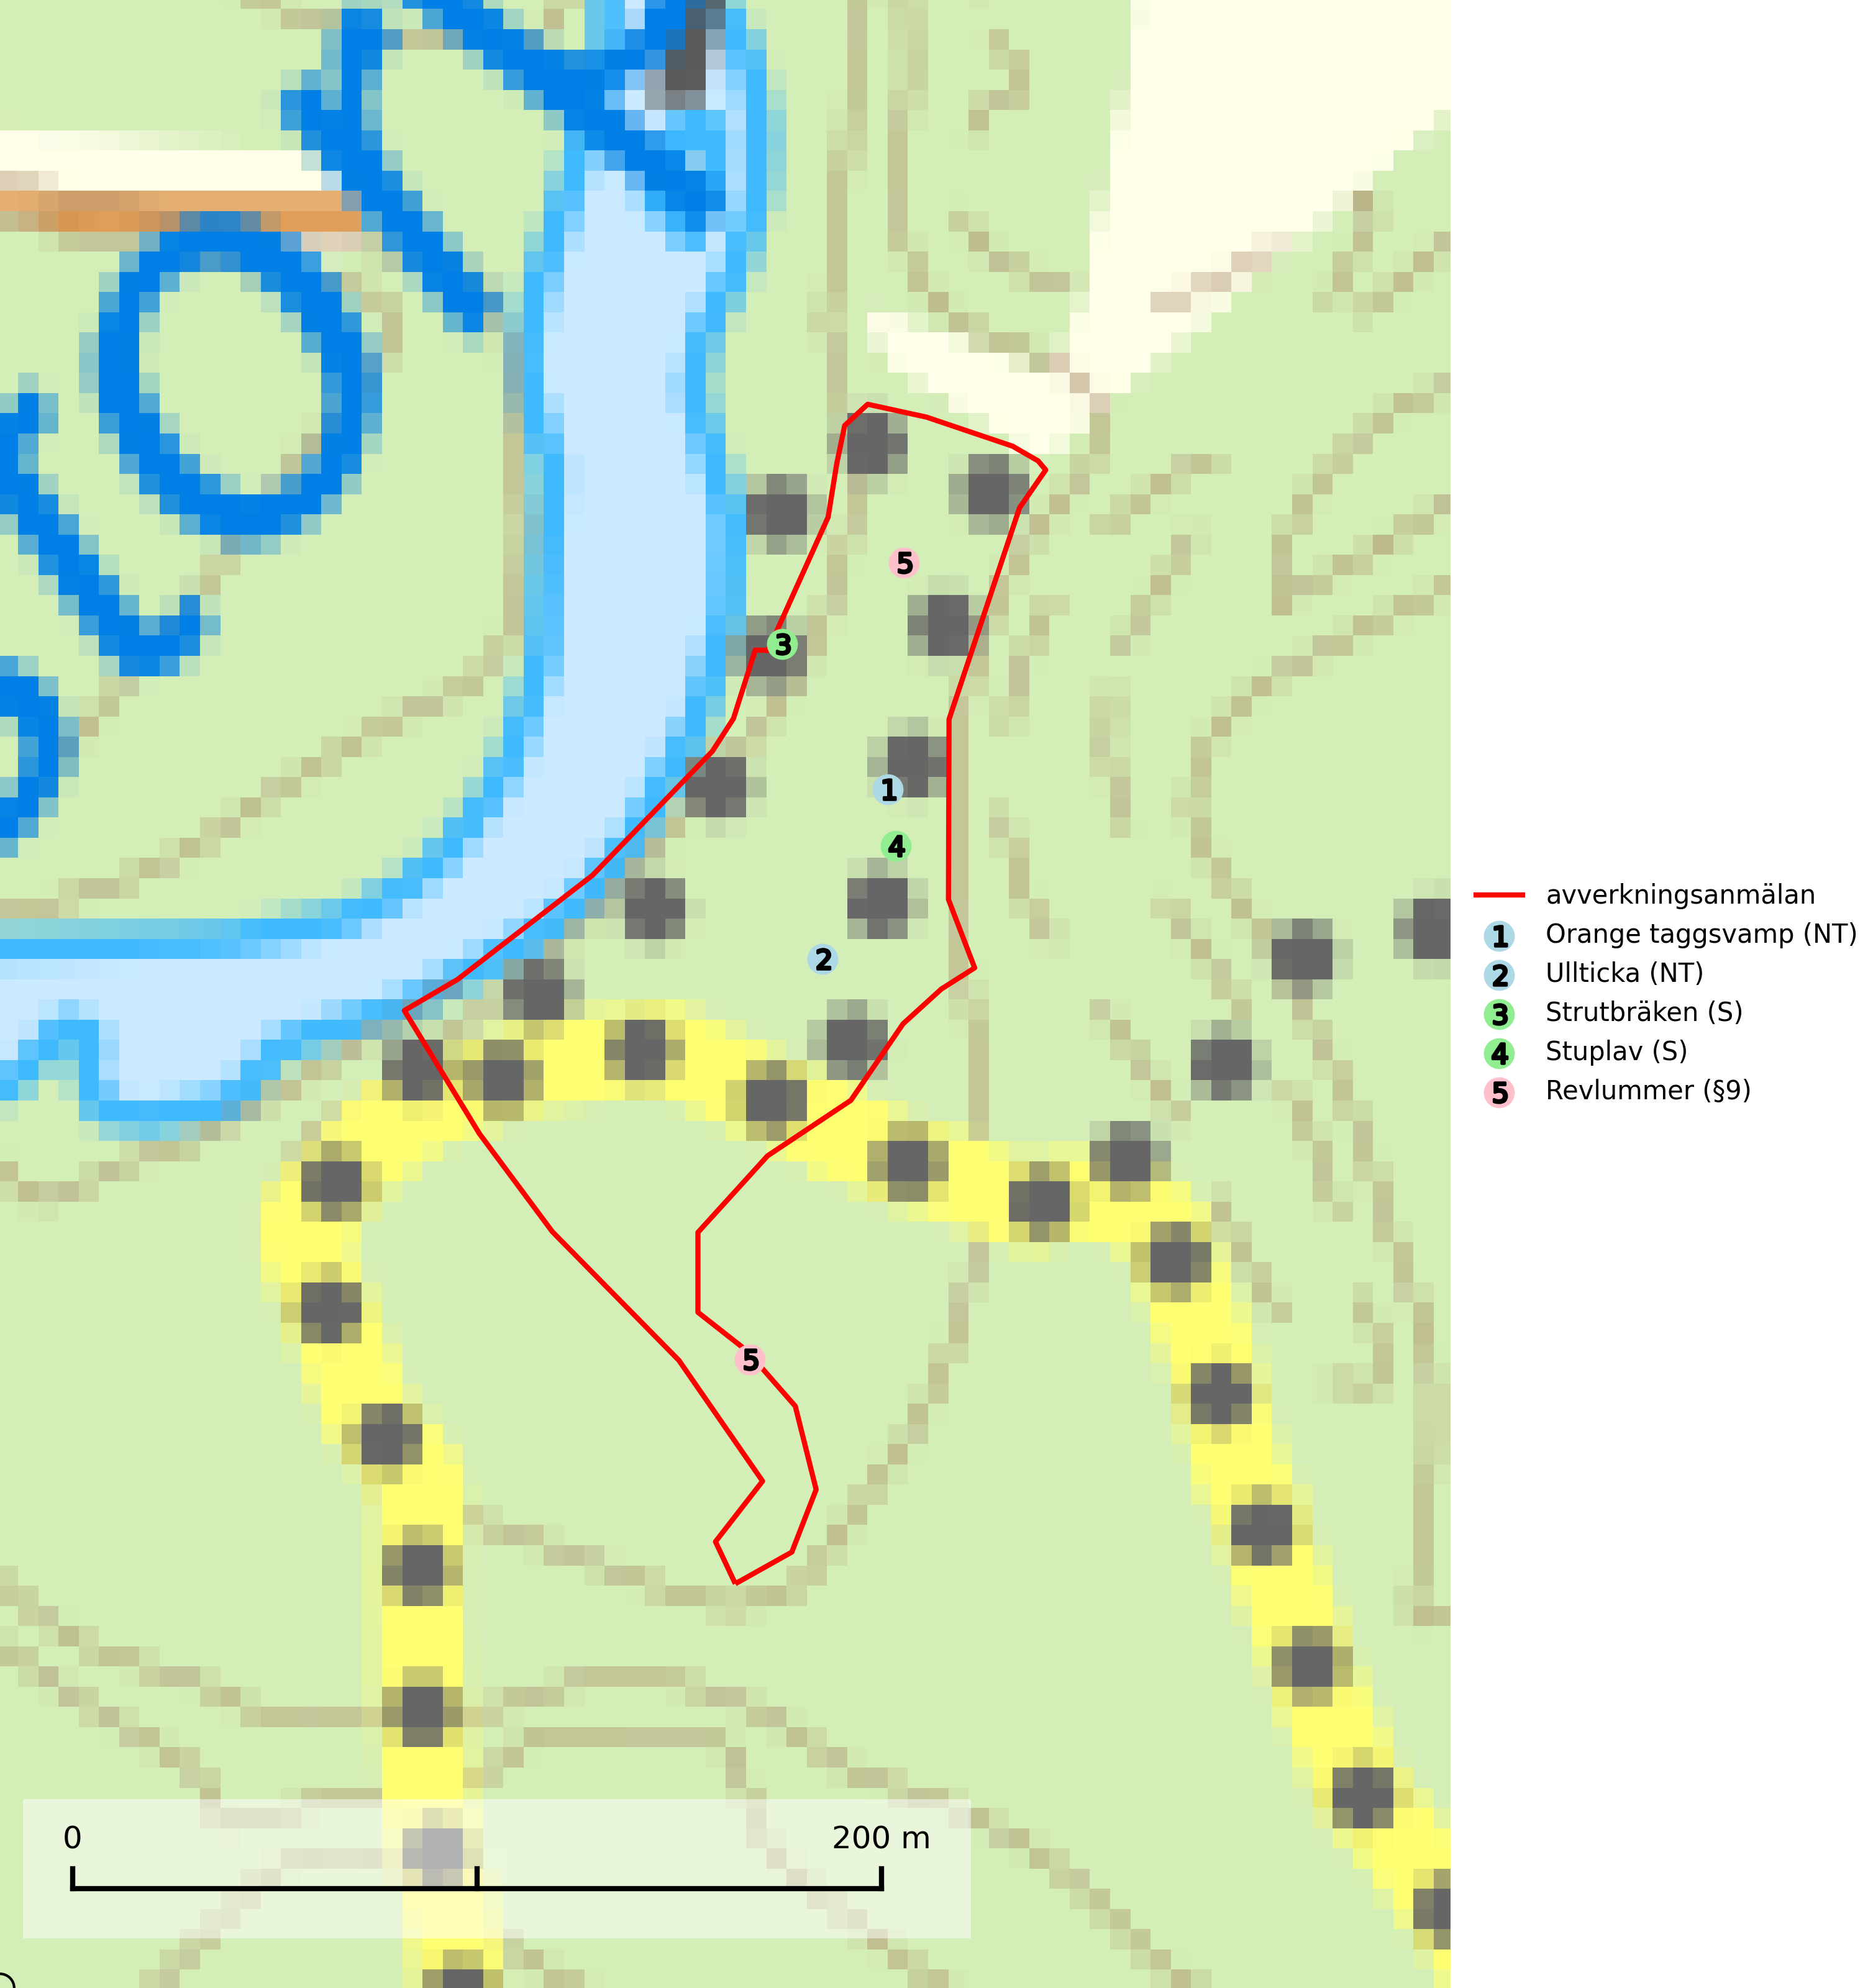 5
3
1
4
2
5
avverkningsanmälan
1 Orange taggsvamp (NT)
2 Ullticka (NT)
3 Strutbräken (S)
4 Stuplav (S)
5 Revlummer (§9)
0 200 m